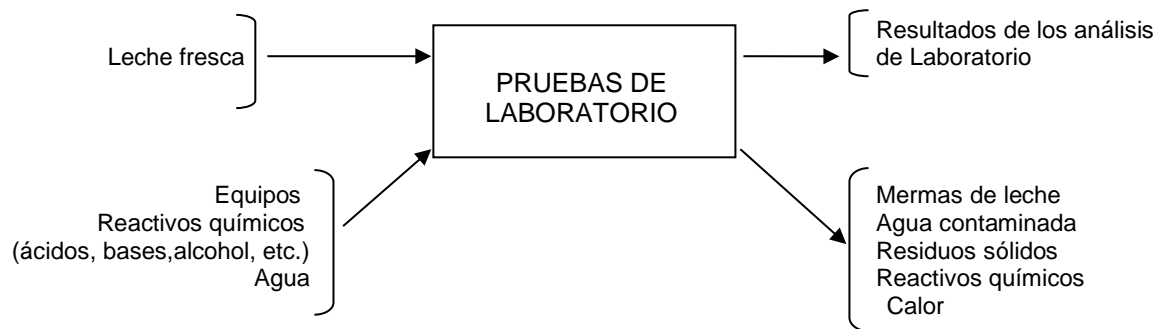 Leche fresca
PRUEBAS DE
LABORATORIO
Resultados de los análisis
de Laboratorio
Equipos
Reactivos químicos
(ácidos, bases,alcohol, etc.)
Agua
Mermas de leche
Agua contaminada
Residuos sólidos
Reactivos químicos
Calor